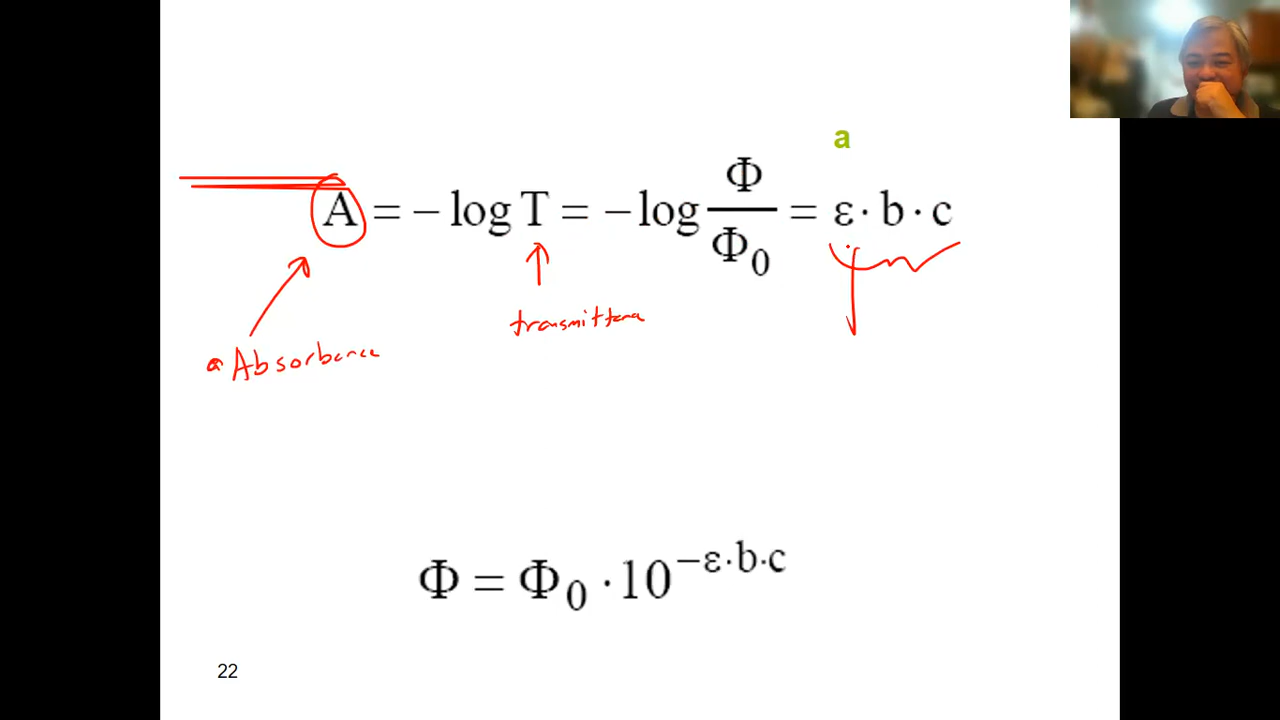 a
A = − log T = − log Φ/Φ₀ = ε · b · c
transmittance
Absorbance
Φ = Φ₀ · 10^(−ε·b·c)
22